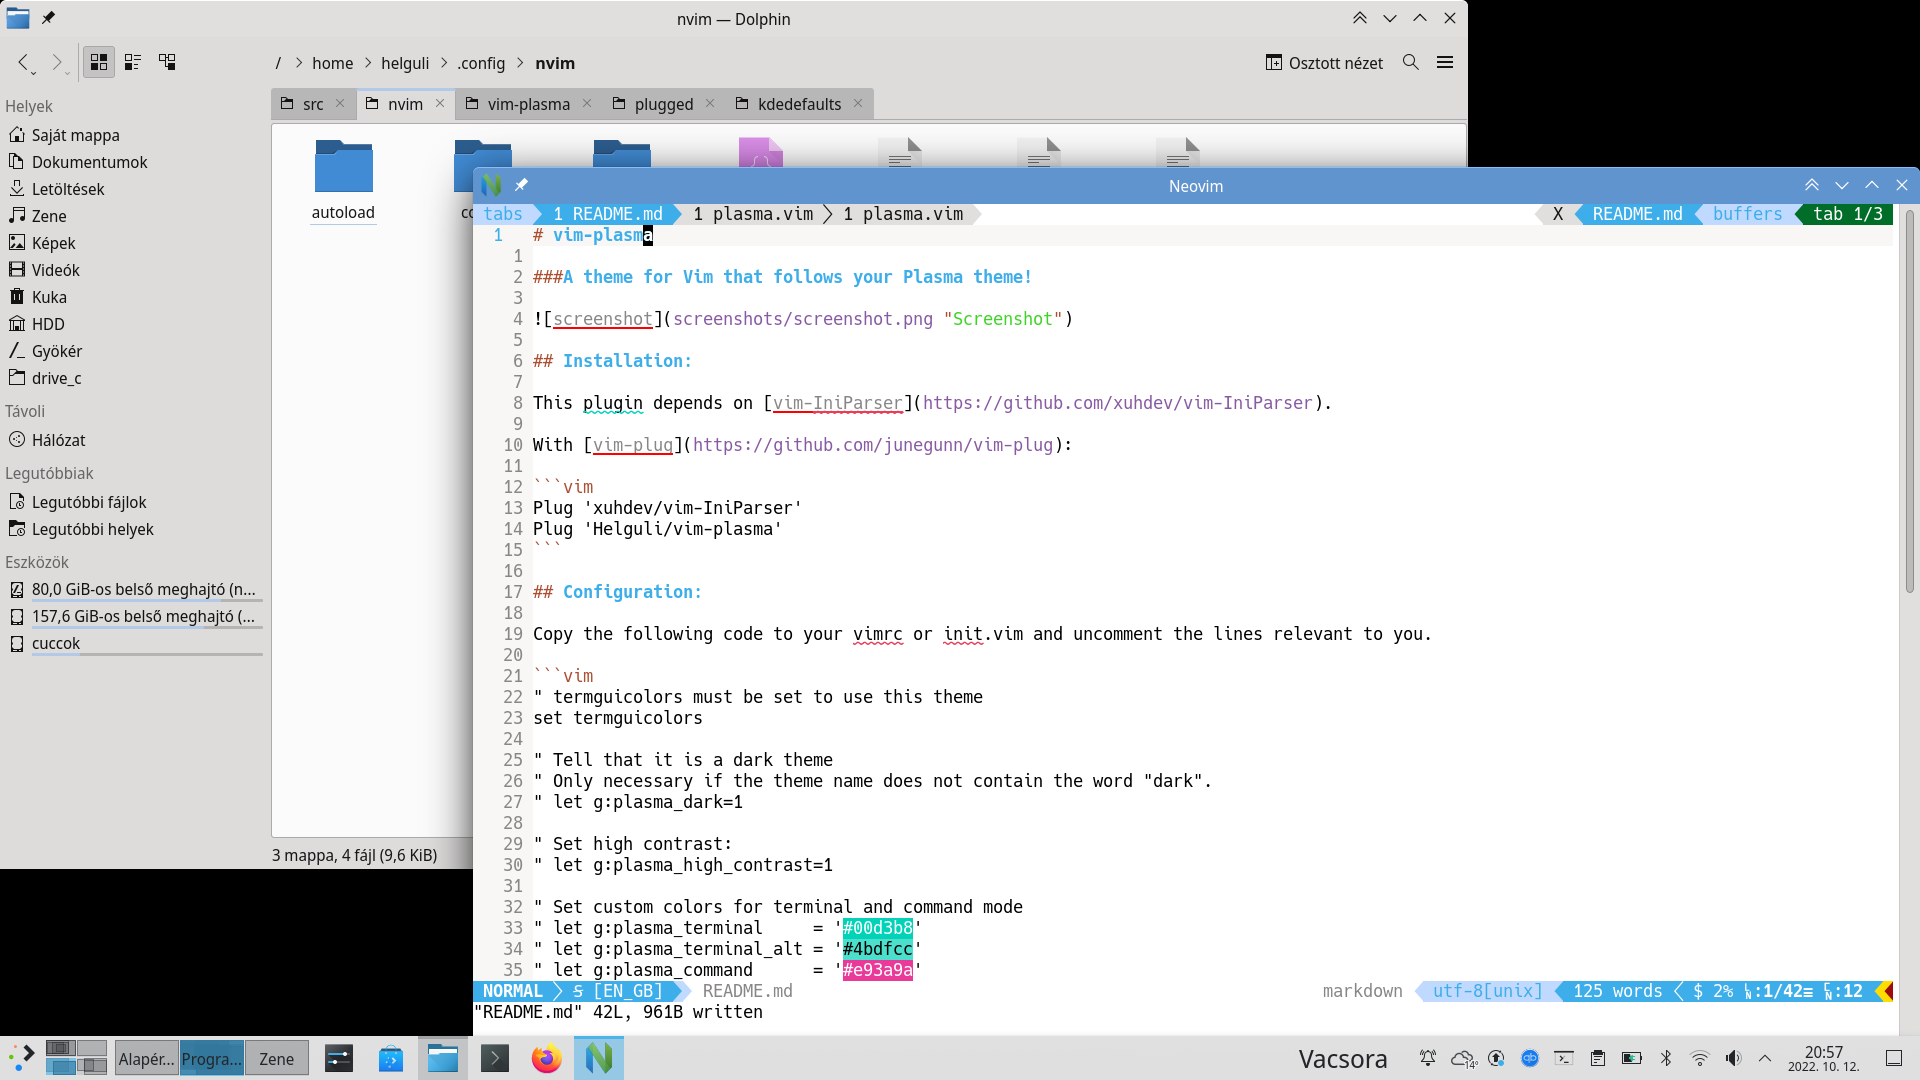 nvim — Dolphin
/ > home > helguli > .config > nvim
Osztott nézet
src nvim vim-plasma plugged kdedefaults
Helyek
Saját mappa
Dokumentumok
Letöltések
Zene
Képek
Videók
Kuka
HDD
Gyökér
drive_c
Távoli
Hálózat
Legutóbbiak
Legutóbbi fájlok
Legutóbbi helyek
Eszközök
80,0 GiB-os belső meghajtó (n...
157,6 GiB-os belső meghajtó (...
cuccok
autoload
3 mappa, 4 fájl (9,6 KiB)
Neovim
tabs 1 README.md 1 plasma.vim 1 plasma.vim X README.md buffers tab 1/3
1 # vim-plasma
1
2 ###A theme for Vim that follows your Plasma theme!
3
4 ![screenshot](screenshots/screenshot.png "Screenshot")
5
6 ## Installation:
7
8 This plugin depends on [vim-IniParser](https://github.com/xuhdev/vim-IniParser).
9
10 With [vim-plug](https://github.com/junegunn/vim-plug):
11
12 ```vim
13 Plug 'xuhdev/vim-IniParser'
14 Plug 'Helguli/vim-plasma'
15 ```
16
17 ## Configuration:
18
19 Copy the following code to your vimrc or init.vim and uncomment the lines relevant to you.
20
21 ```vim
22 " termguicolors must be set to use this theme
23 set termguicolors
24
25 " Tell that it is a dark theme
26 " Only necessary if the theme name does not contain the word "dark".
27 " let g:plasma_dark=1
28
29 " Set high contrast:
30 " let g:plasma_high_contrast=1
31
32 " Set custom colors for terminal and command mode
33 " let g:plasma_terminal     = '#00d3b8'
34 " let g:plasma_terminal_alt = '#4bdfcc'
35 " let g:plasma_command      = '#e93a9a'
NORMAL S [EN_GB] README.md markdown utf-8[unix] 125 words $ 2% ㏑:1/42≡ ㏇:12
"README.md" 42L, 961B written
Alapér... Progra... Zene
Vacsora
14°
20:57
2022. 10. 12.